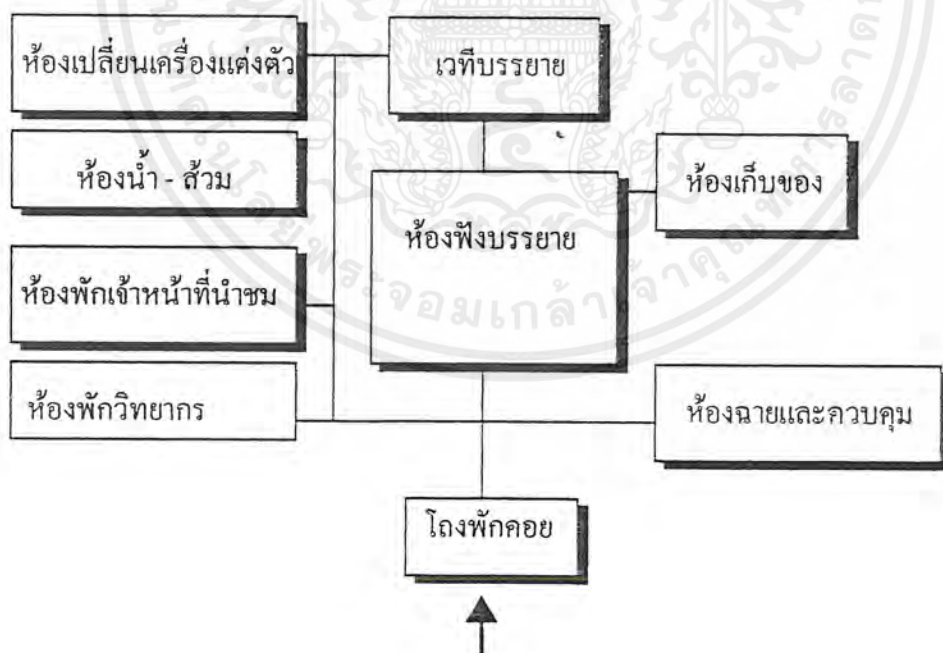 ห้องเปลี่ยนเครื่องแต่งตัว
เวทีบรรยาย
ห้องน้ำ - ส้วม
ห้องเก็บของ
ห้องฟังบรรยาย
ห้องพักเจ้าหน้าที่นำชม
ห้องพักวิทยากร
ห้องฉายและควบคุม
โถงพักคอย